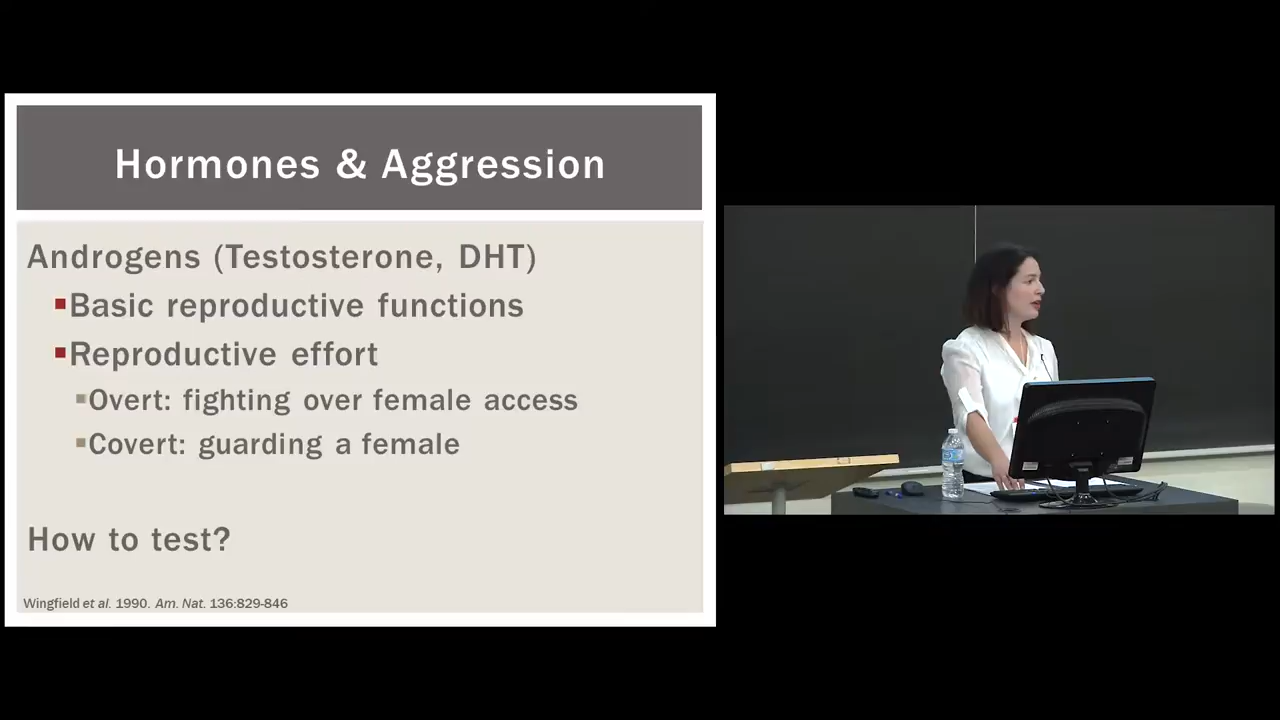 Hormones & Aggression
Androgens (Testosterone, DHT)
▪Basic reproductive functions
▪Reproductive effort
▪Overt: fighting over female access
▪Covert: guarding a female
How to test?
Wingfield et al. 1990. Am. Nat. 136:829-846